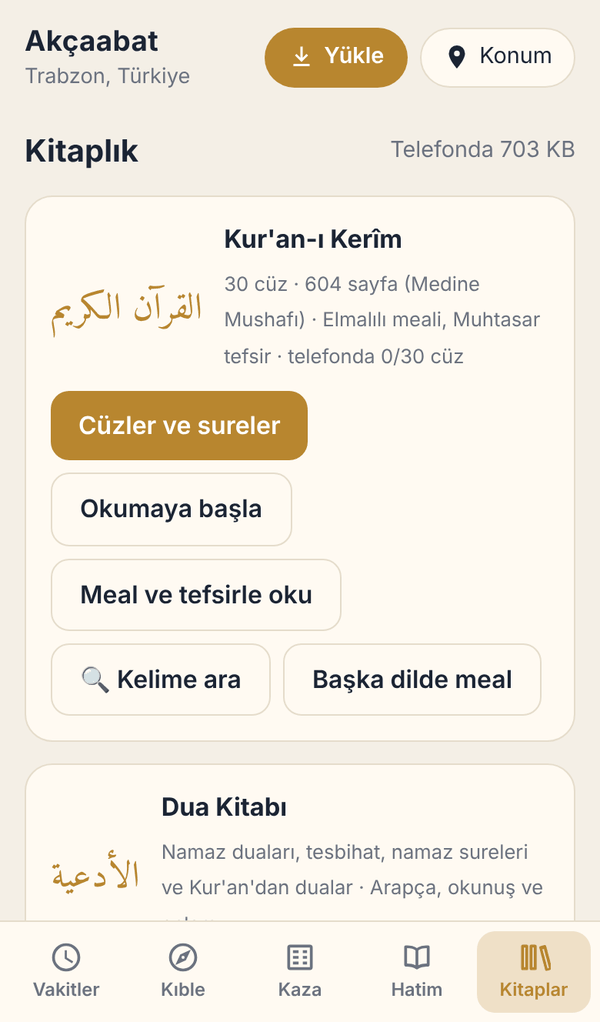 Akçaabat
Trabzon, Türkiye
Yükle
Konum
Kitaplık
Telefonda 703 KB
القرآن الكريم
Kur'an-ı Kerîm
30 cüz · 604 sayfa (Medine
Mushafı) · Elmalılı meali, Muhtasar
tefsir · telefonda 0/30 cüz
Cüzler ve sureler
Okumaya başla
Meal ve tefsirle oku
🔍 Kelime ara
Başka dilde meal
الأدعية
Dua Kitabı
Namaz duaları, tesbihat, namaz sureleri
ve Kur'an'dan dualar · Arapça, okunuş ve
Vakitler
Kıble
Kaza
Hatim
Kitaplar